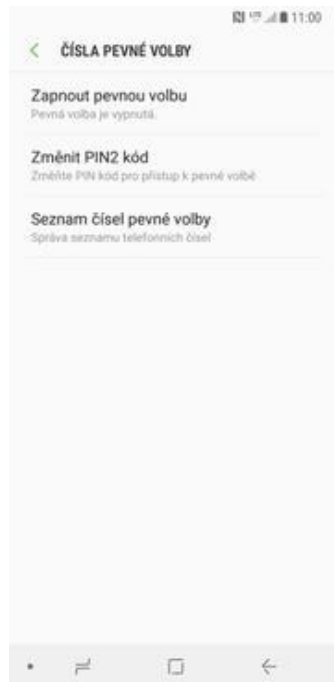 11:00
ČÍSLA PEVNÉ VOLBY
Zapnout pevnou volbu
Pevná volba je vypnutá.
Změnit PIN2 kód
Změňte PIN kód pro přístup k pevné volbě
Seznam čísel pevné volby
Správa seznamu telefonních čísel